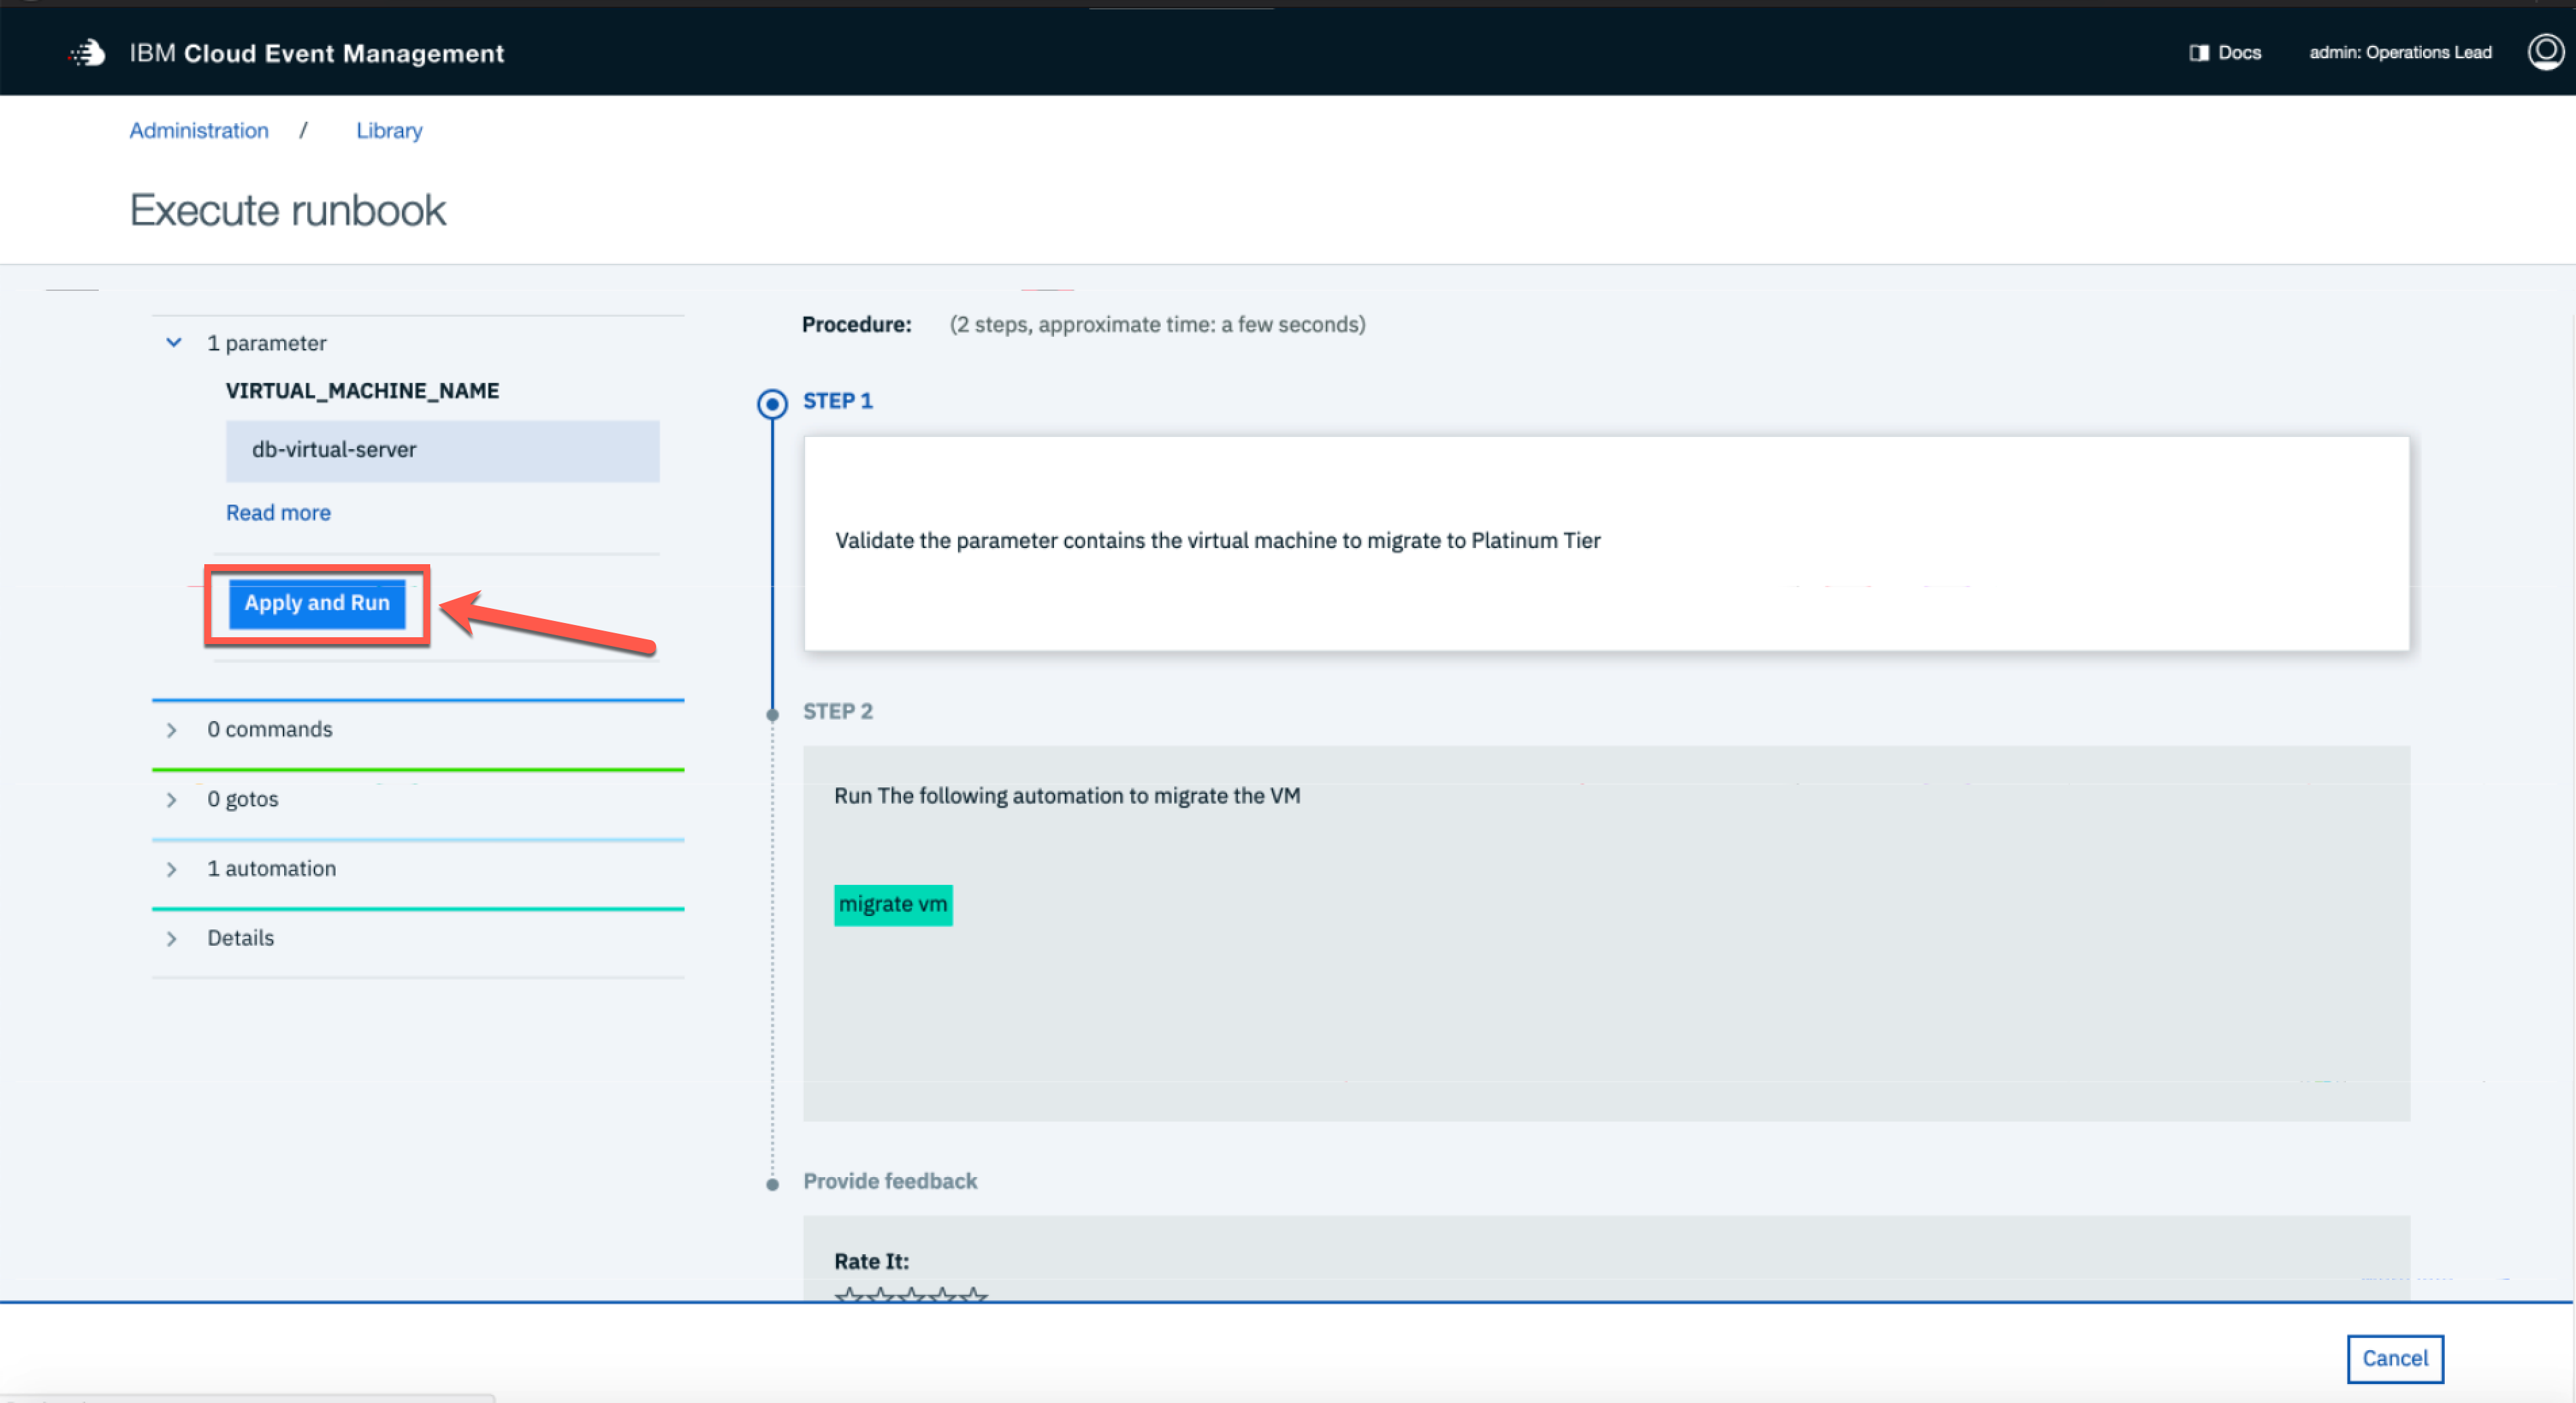 IBM Cloud Event Management
Docs
admin: Operations Lead
Administration / Library
Execute runbook
1 parameter
VIRTUAL_MACHINE_NAME
db-virtual-server
Read more
Apply and Run
0 commands
0 gotos
1 automation
Details
Procedure: (2 steps, approximate time: a few seconds)
STEP 1
Validate the parameter contains the virtual machine to migrate to Platinum Tier
STEP 2
Run The following automation to migrate the VM
migrate vm
Provide feedback
Rate It:
Cancel